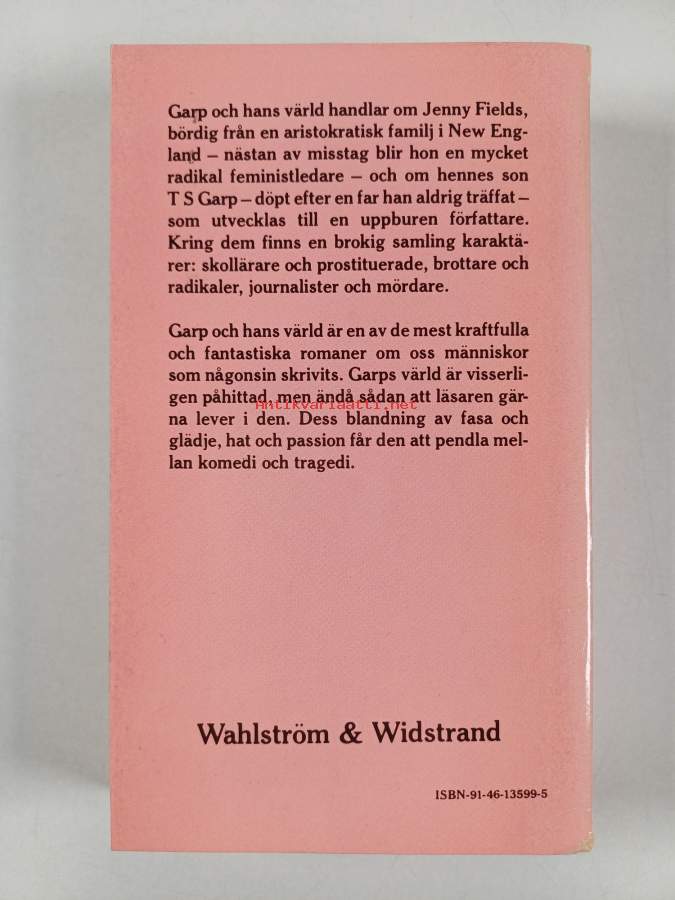 Garp och hans värld handlar om Jenny Fields,
bördig från en aristokratisk familj i New Eng-
land – nästan av misstag blir hon en mycket
radikal feministledare – och om hennes son
T S Garp – döpt efter en far han aldrig träffat –
som utvecklas till en uppburen författare.
Kring dem finns en brokig samling karaktä-
rer: skollärare och prostituerade, brottare och
radikaler, journalister och mördare.
Garp och hans värld är en av de mest kraftfulla
och fantastiska romaner om oss människor
som någonsin skrivits. Garps värld är visserli-
gen påhittad, men ändå sådan att läsaren gär-
Antikvariaatti.net
na lever i den. Dess blandning av fasa och
glädje, hat och passion får den att pendla mel-
lan komedi och tragedi.
Wahlström & Widstrand
ISBN-91-46-13599-5